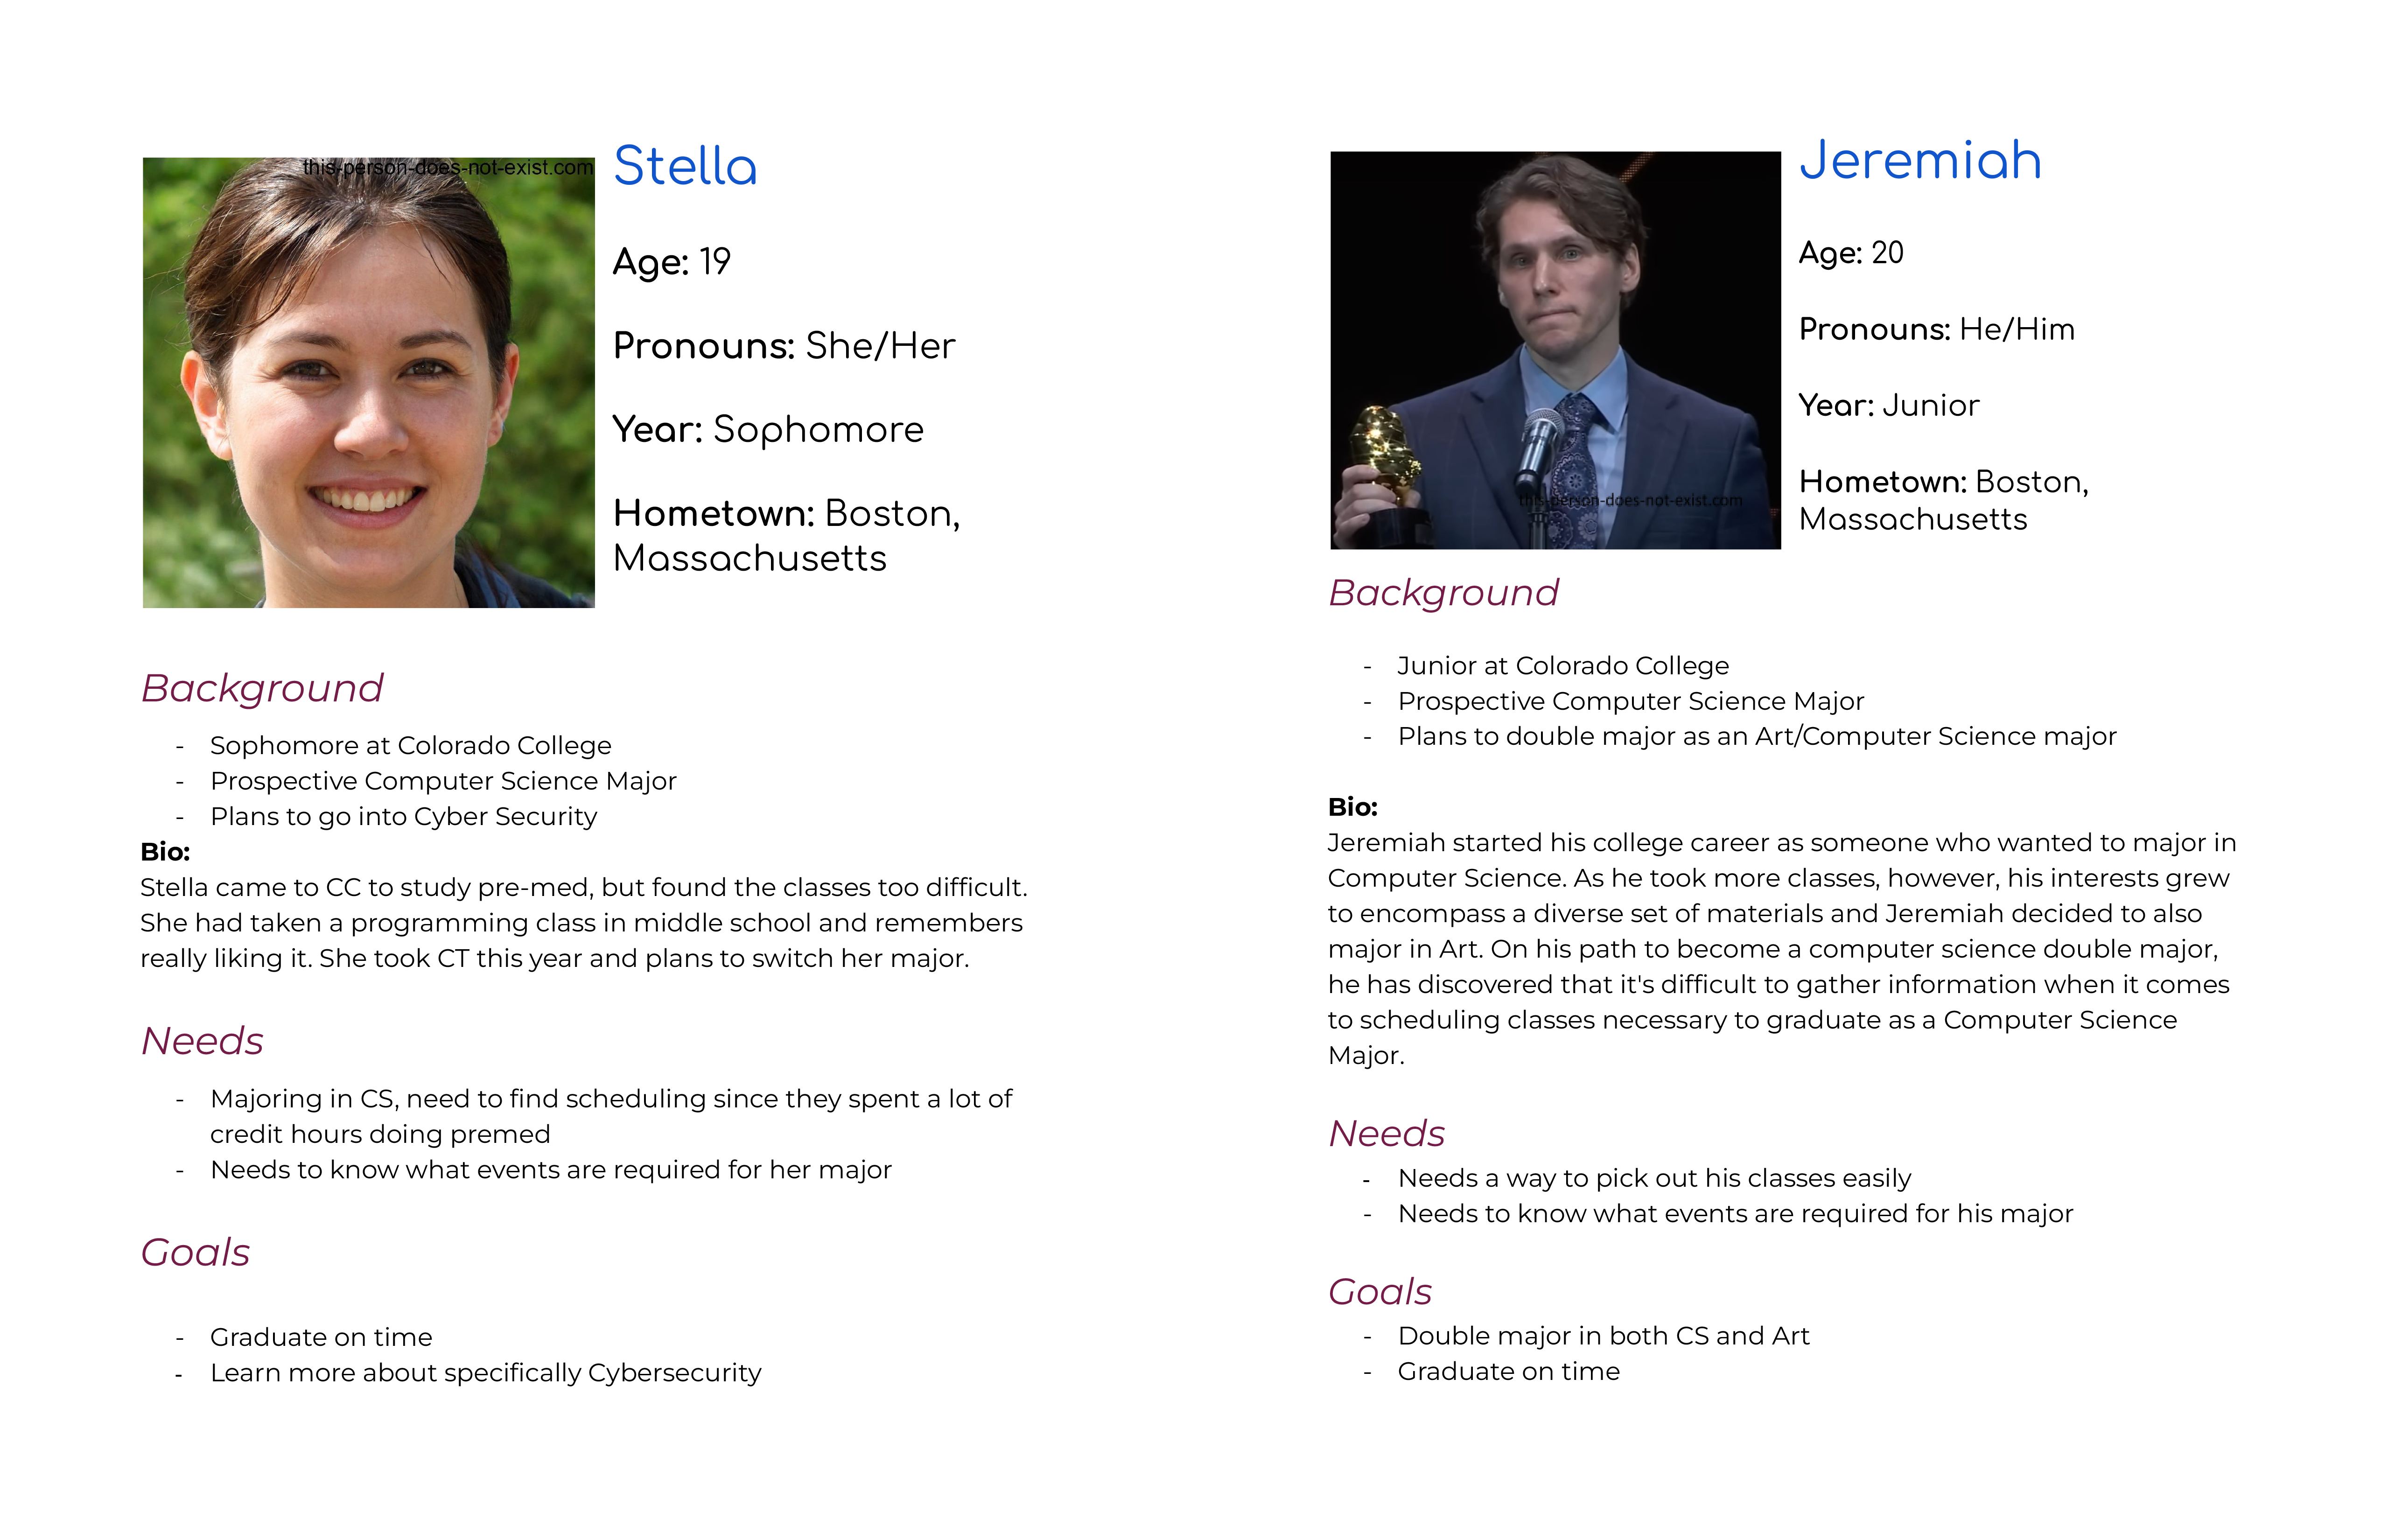 this-person-does-not-exist.com
Stella
Age: 19
Pronouns: She/Her
Year: Sophomore
Hometown: Boston,
Massachusetts
Background
- Sophomore at Colorado College
- Prospective Computer Science Major
- Plans to go into Cyber Security
Bio:
Stella came to CC to study pre-med, but found the classes too difficult.
She had taken a programming class in middle school and remembers
really liking it. She took CT this year and plans to switch her major.
Needs
- Majoring in CS, need to find scheduling since they spent a lot of
credit hours doing premed
- Needs to know what events are required for her major
Goals
- Graduate on time
- Learn more about specifically Cybersecurity
Jeremiah
Age: 20
Pronouns: He/Him
Year: Junior
Hometown: Boston,
Massachusetts
this-person-does-not-exist.com
Background
- Junior at Colorado College
- Prospective Computer Science Major
- Plans to double major as an Art/Computer Science major
Bio:
Jeremiah started his college career as someone who wanted to major in
Computer Science. As he took more classes, however, his interests grew
to encompass a diverse set of materials and Jeremiah decided to also
major in Art. On his path to become a computer science double major,
he has discovered that it's difficult to gather information when it comes
to scheduling classes necessary to graduate as a Computer Science
Major.
Needs
- Needs a way to pick out his classes easily
- Needs to know what events are required for his major
Goals
- Double major in both CS and Art
- Graduate on time